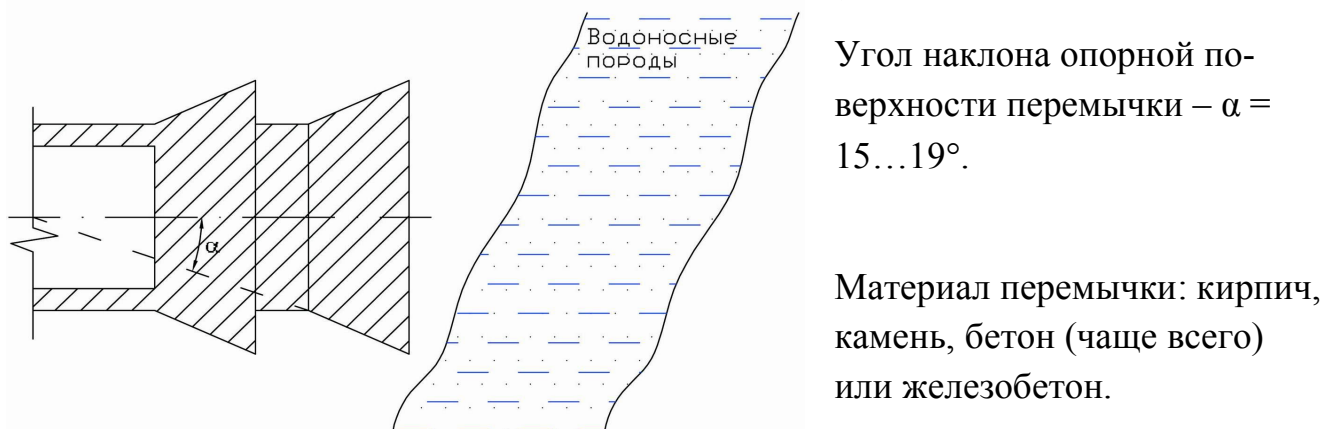 Водоносные
породы
α
Угол наклона опорной по-
верхности перемычки – α =
15…19°.
Материал перемычки: кирпич,
камень, бетон (чаще всего)
или железобетон.